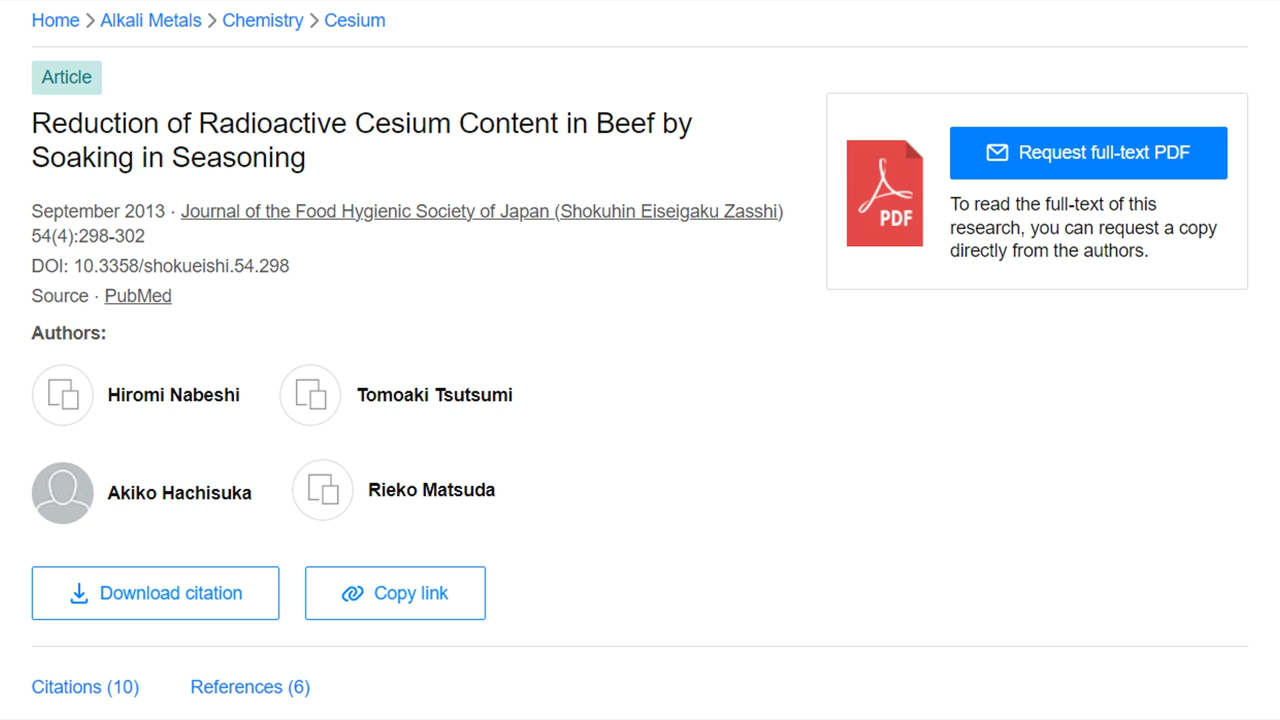 Home > Alkali Metals > Chemistry > Cesium
Article
Reduction of Radioactive Cesium Content in Beef by
Soaking in Seasoning
September 2013 · Journal of the Food Hygienic Society of Japan (Shokuhin Eiseigaku Zasshi)
54(4):298-302
DOI: 10.3358/shokueishi.54.298
Source · PubMed
Authors:
Hiromi Nabeshi
Tomoaki Tsutsumi
Akiko Hachisuka
Rieko Matsuda
Download citation
Copy link
Citations (10)
References (6)
PDF
Request full-text PDF
To read the full-text of this
research, you can request a copy
directly from the authors.